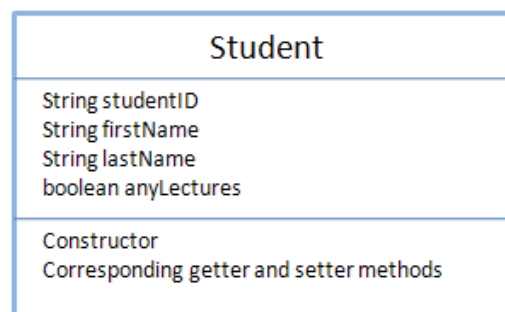 Student
String studentID
String firstName
String lastName
boolean anyLectures
Constructor
Corresponding getter and setter methods